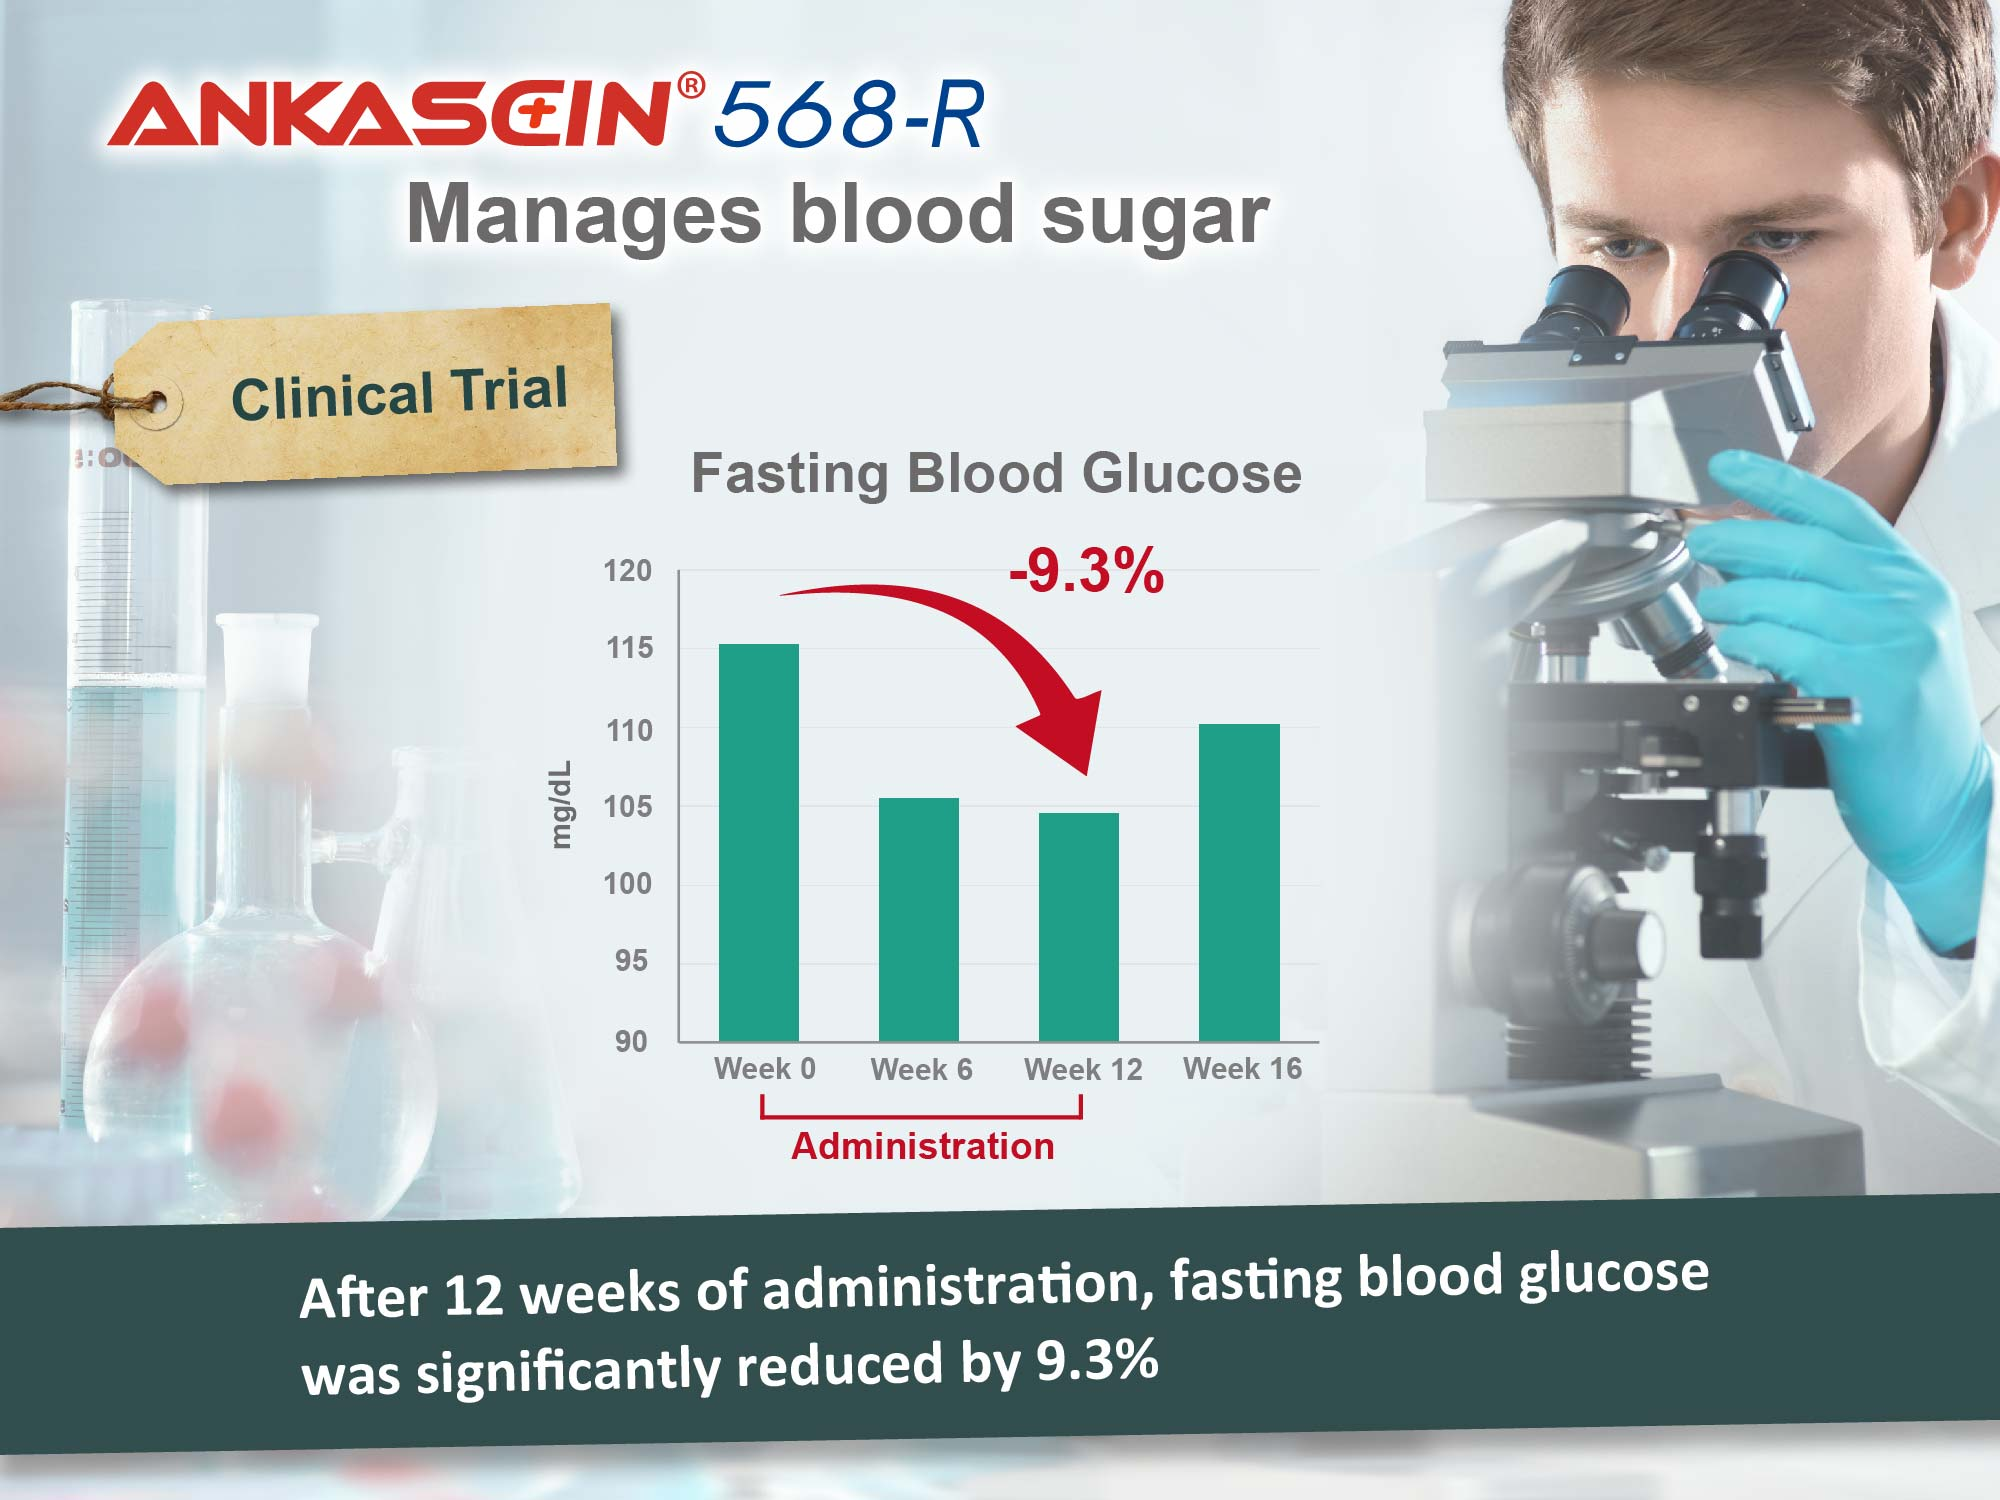 ANKASCIN® 568-R
Manages blood sugar
Clinical Trial
Fasting Blood Glucose
-9.3%
120
115
110
105
100
95
90
mg/dL
Week 0
Week 6
Week 12
Week 16
Administration
After 12 weeks of administration, fasting blood glucose
was significantly reduced by 9.3%